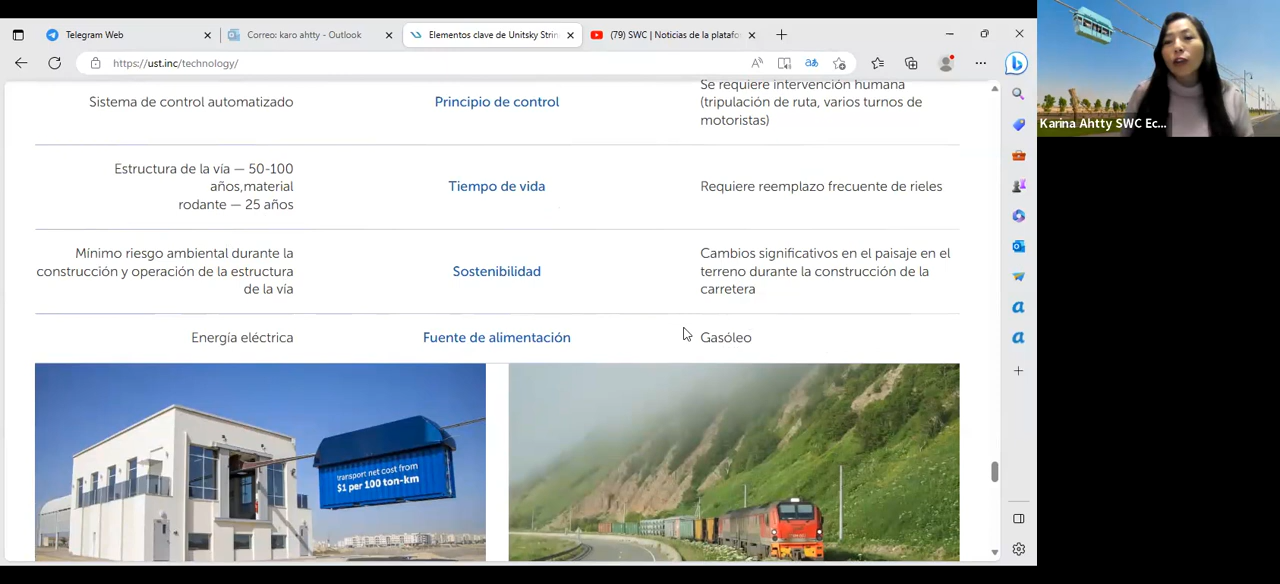 Telegram Web
Correo: karo ahtty - Outlook
Elementos clave de Unitsky Strin
(79) SWC | Noticias de la platafo
https://ust.inc/technology/
Sistema de control automatizado
Principio de control
Se requiere intervención humana
(tripulación de ruta, varios turnos de
motoristas)
Estructura de la vía — 50-100
años,material
rodante — 25 años
Tiempo de vida
Requiere reemplazo frecuente de rieles
Mínimo riesgo ambiental durante la
construcción y operación de la estructura
de la vía
Sostenibilidad
Cambios significativos en el paisaje en el
terreno durante la construcción de la
carretera
Energía eléctrica
Fuente de alimentación
Gasóleo
transport net cost from
$1 per 100 ton-km
Karina Ahtty SWC Ec...